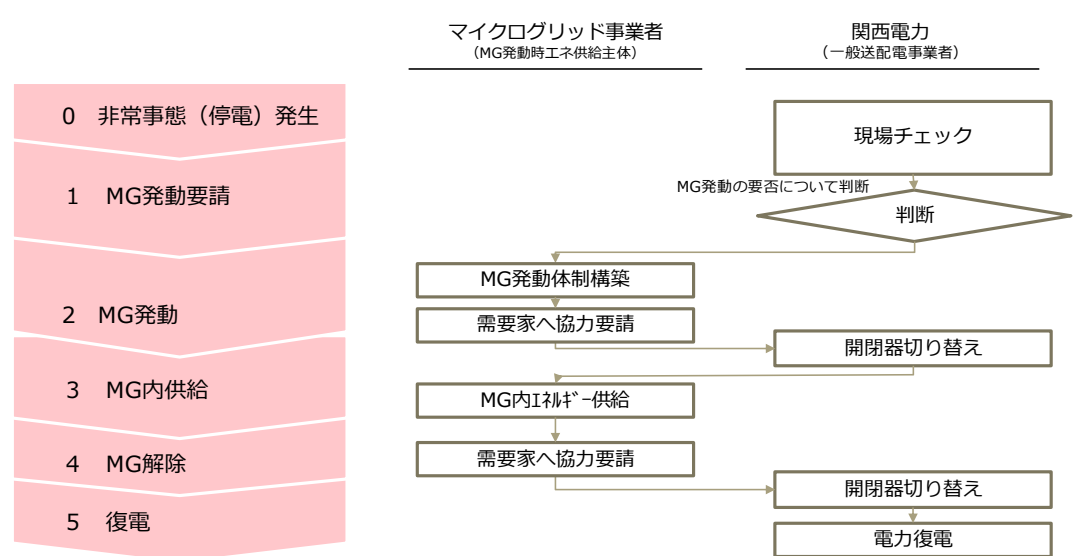 マイクログリッド事業者
（MG発動時エネ供給主体）
関西電力
（一般送配電事業者）
0 非常事態（停電）発生
現場チェック
1 MG発動要請
MG発動の要否について判断
判断
2 MG発動
MG発動体制構築
需要家へ協力要請
開閉器切り替え
3 MG内供給
MG内ｴﾈﾙｷﾞｰ供給
4 MG解除
需要家へ協力要請
開閉器切り替え
5 復電
電力復電